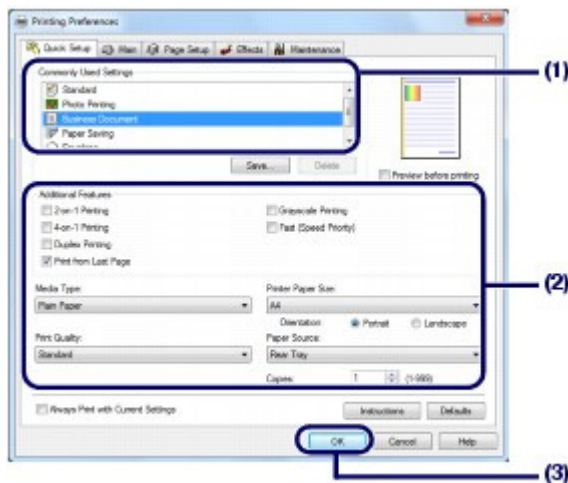 Printing Preferences
Quick Setup Main Page Setup Effects Maintenance
Commonly Used Settings
(1)
Standard
Photo Printing
Business Document
Paper Saving
Envelope
Save... Delete
Preview before printing
Additional Features
2-on-1 Printing Grayscale Printing
4-on-1 Printing Fast (Speed Priority)
Duplex Printing
Print from Last Page
(2)
Media Type: Printer Paper Size:
Plain Paper A4
Orientation: Portrait Landscape
Print Quality: Paper Source:
Standard Rear Tray
Copies: 1 (1-999)
Always Print with Current Settings Instructions Defaults
OK Cancel Help
(3)